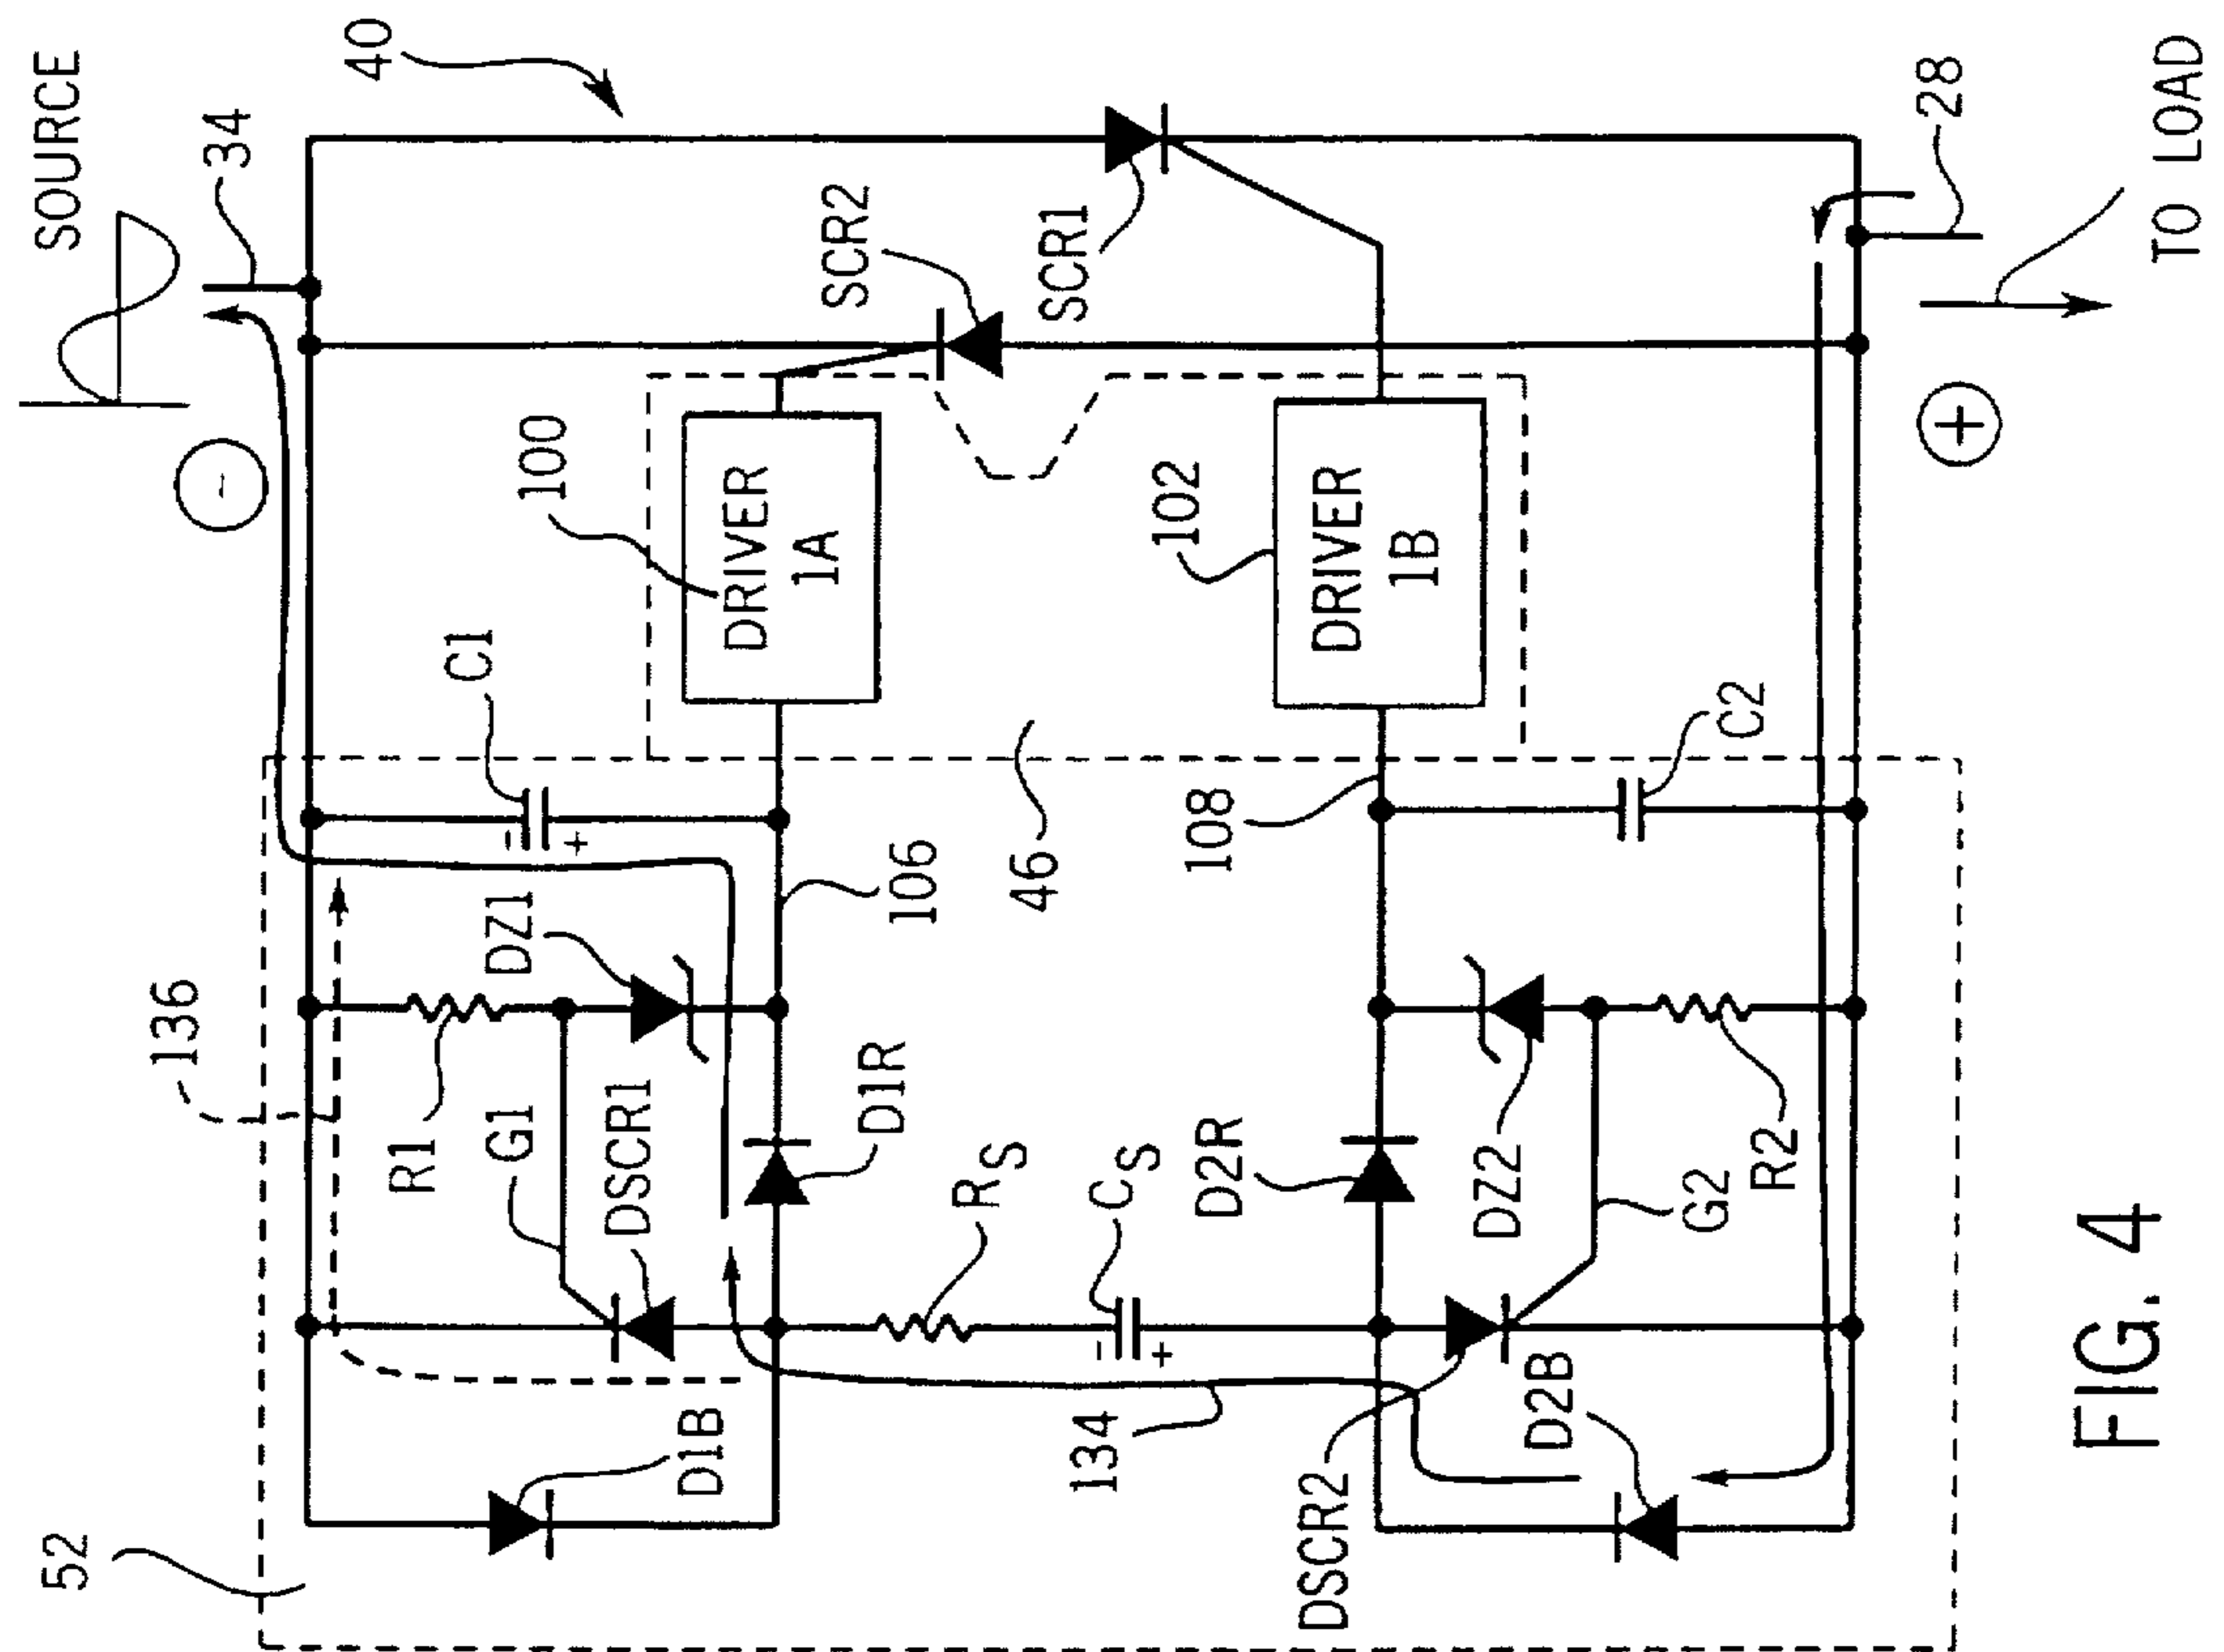 SOURCE
34
40
-
SCR2
SCR1
100
DRIVER
1A
102
DRIVER
1B
C1
46
106
108
C2
28
TO LOAD
+
136
R1
DZ1
G1
DSCR1
D1R
RS
CS
D2R
DZ2
R2
G2
D1B
134
DSCR2
D2B
52
-
+
-
+
FIG. 4